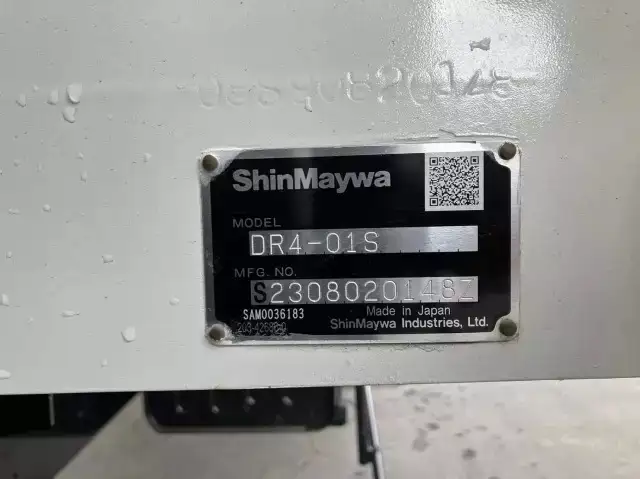 ShinMaywa
MODEL
DR4-01S
MFG. NO.
S2308020148Z
SAM0036183
Made in Japan
ShinMaywa Industries, Ltd.